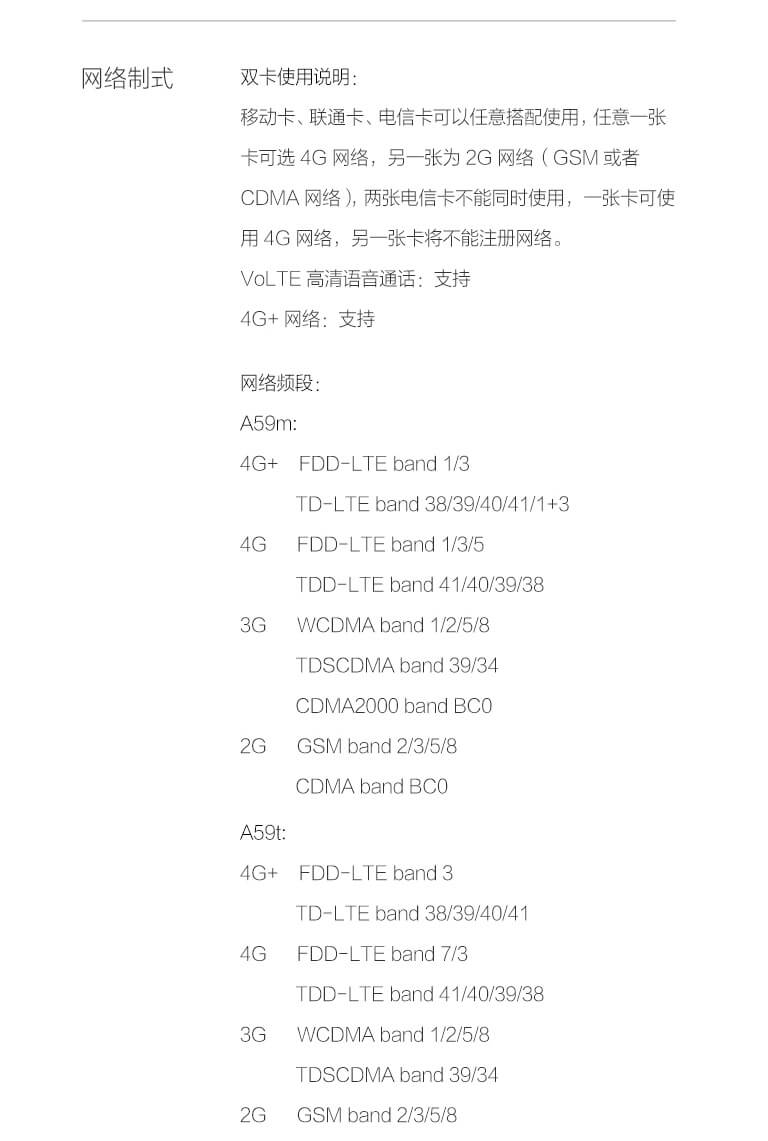 网络制式
双卡使用说明：
移动卡、联通卡、电信卡可以任意搭配使用，任意一张
卡可选 4G 网络，另一张为 2G 网络（ GSM 或者
CDMA 网络），两张电信卡不能同时使用，一张卡可使
用 4G 网络，另一张卡将不能注册网络。
VoLTE 高清语音通话：支持
4G+ 网络：支持
网络频段：
A59m:
4G+ FDD-LTE band 1/3
TD-LTE band 38/39/40/41/1+3
4G FDD-LTE band 1/3/5
TDD-LTE band 41/40/39/38
3G WCDMA band 1/2/5/8
TDSCDMA band 39/34
CDMA2000 band BC0
2G GSM band 2/3/5/8
CDMA band BC0
A59t:
4G+ FDD-LTE band 3
TD-LTE band 38/39/40/41
4G FDD-LTE band 7/3
TDD-LTE band 41/40/39/38
3G WCDMA band 1/2/5/8
TDSCDMA band 39/34
2G GSM band 2/3/5/8